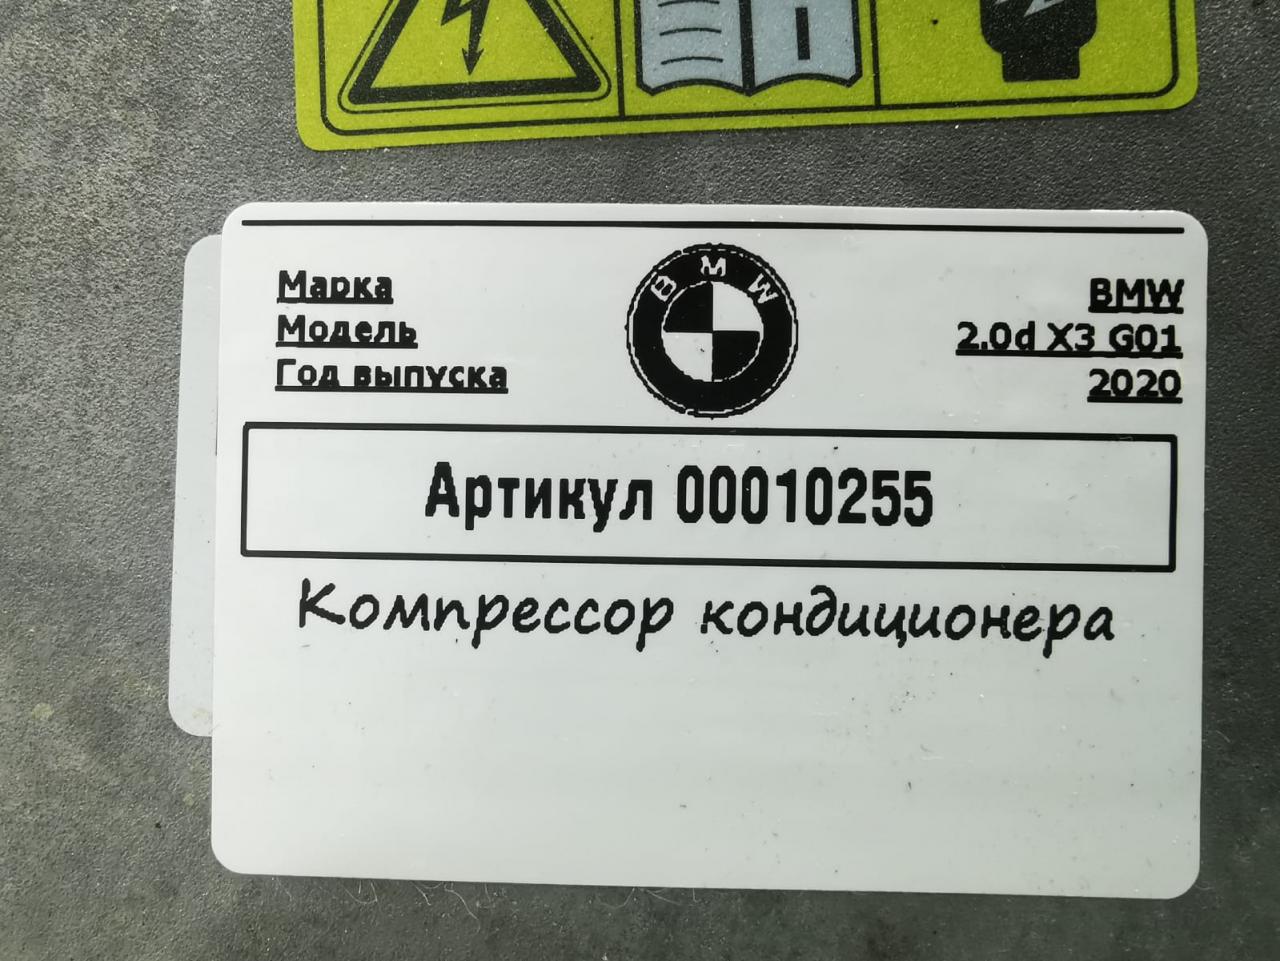 Марка BMW
Модель 2.0d X3 G01
Год выпуска 2020
BMW
Артикул 00010255
Компрессор кондиционера